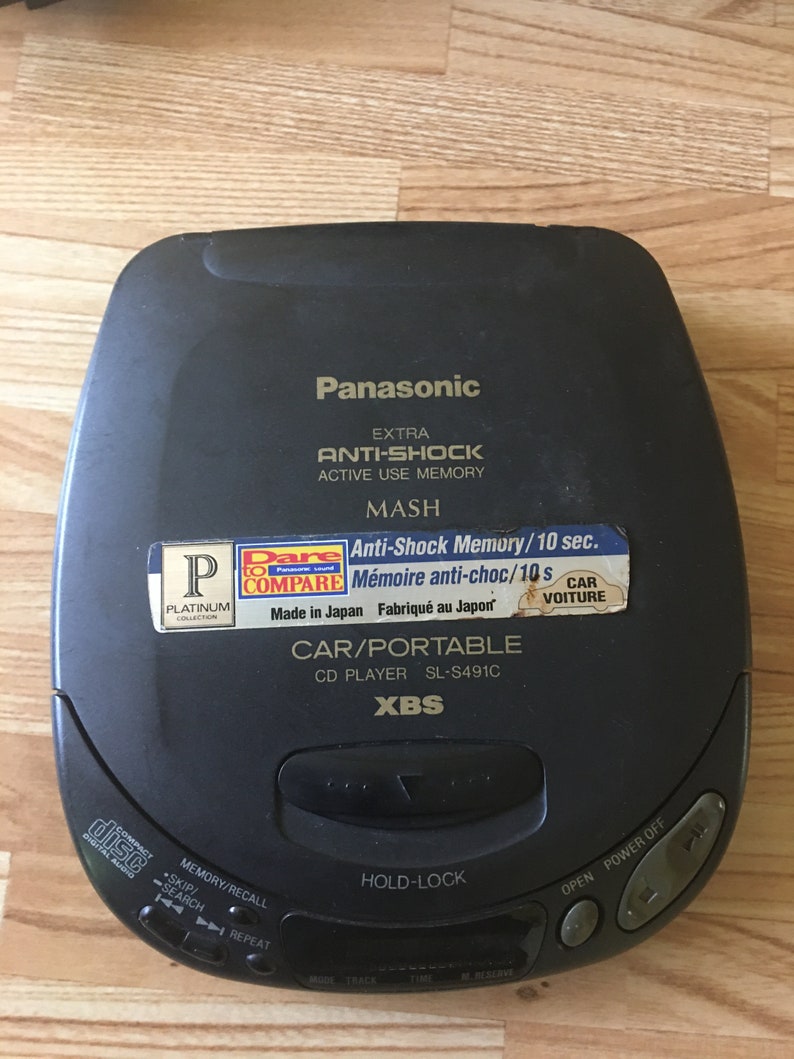 Panasonic
EXTRA
ANTI-SHOCK
ACTIVE USE MEMORY
MASH
P
PLATINUM
COLLECTION
Dare
to
Panasonic sound
COMPARE
Anti-Shock Memory/10 sec.
Mémoire anti-choc/10 s
Made in Japan Fabriqué au Japon
CAR
VOITURE
CAR/PORTABLE
CD PLAYER SL-S491C
XBS
HOLD-LOCK
COMPACT
disc
DIGITAL AUDIO
MEMORY/RECALL
SKIP/
SEARCH
REPEAT
OPEN
POWER OFF
MODE TRACK TIME M. RESERVE